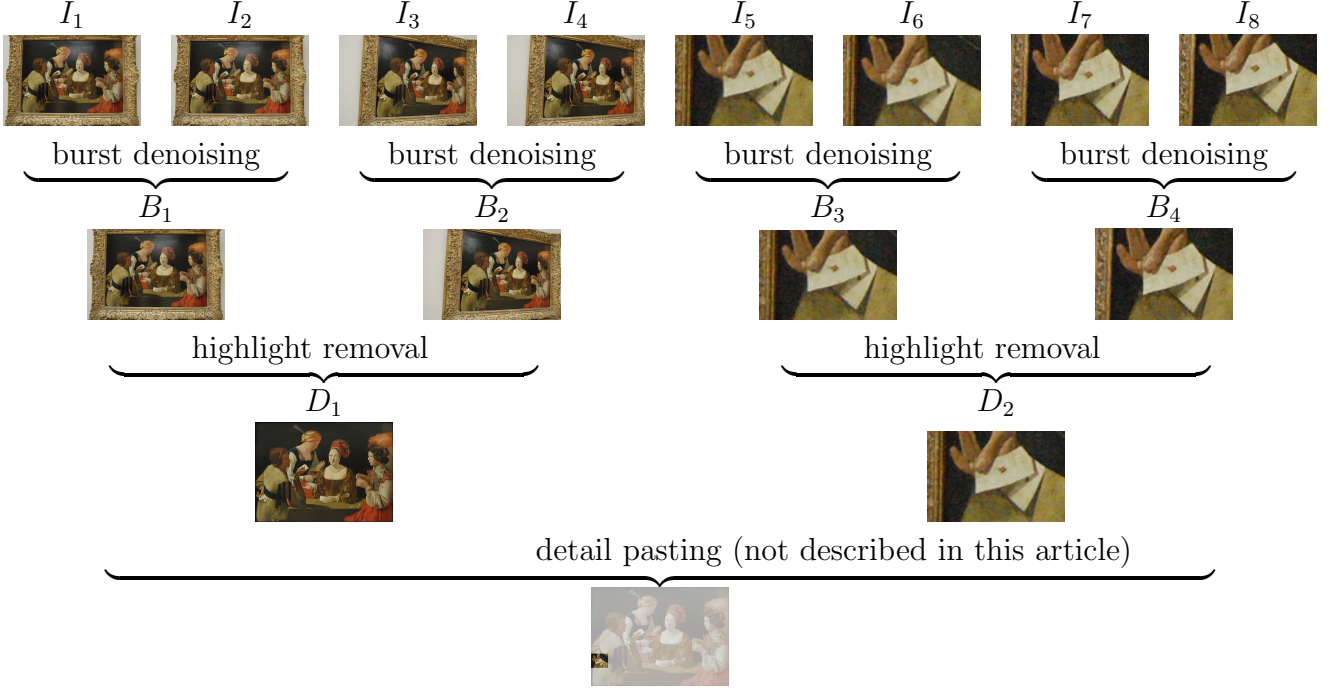 I₁ I₂ I₃ I₄ I₅ I₆ I₇ I₈
burst denoising burst denoising burst denoising burst denoising
B₁ B₂ B₃ B₄
highlight removal highlight removal
D₁ D₂
detail pasting (not described in this article)